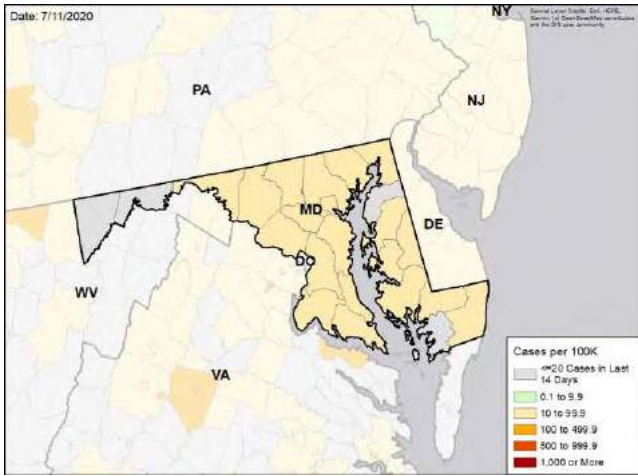 Date: 7/11/2020
NY
PA
NJ
MD
DE
DC
WV
VA
Cases per 100K
<=20 Cases in Last
14 Days
0.1 to 9.9
10 to 99.9
100 to 499.9
500 to 999.9
1,000 or More